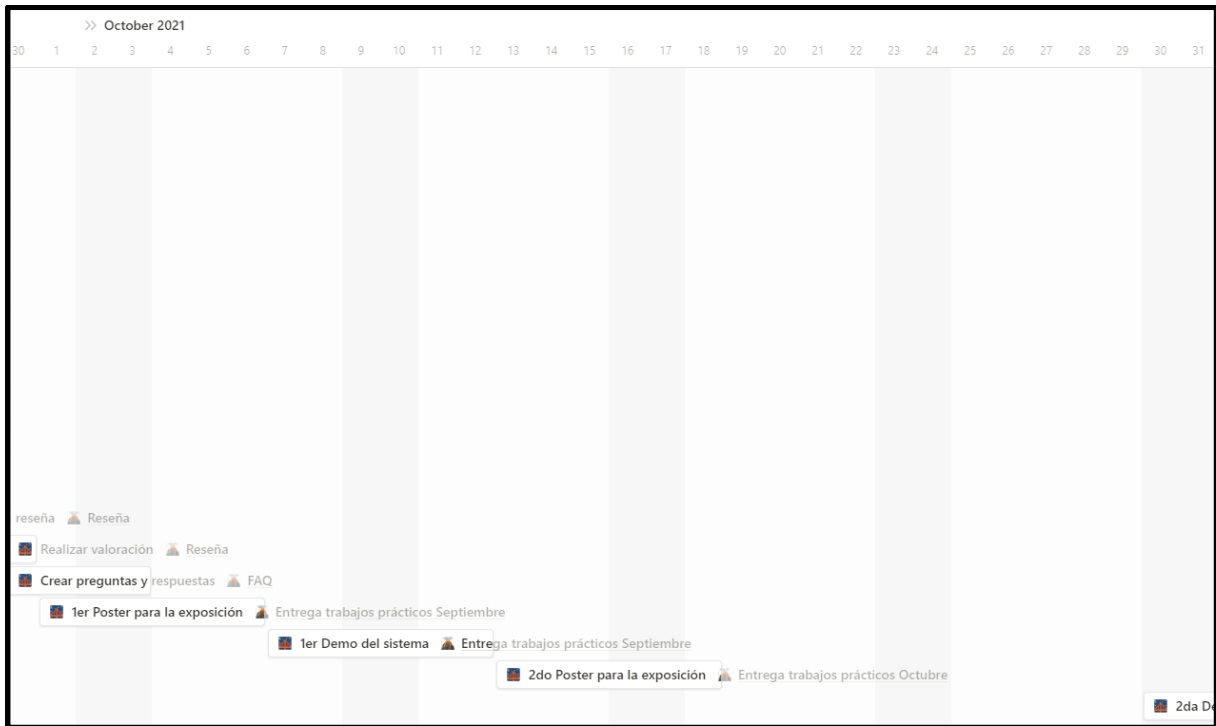 October 2021
30 1 2 3 4 5 6 7 8 9 10 11 12 13 14 15 16 17 18 19 20 21 22 23 24 25 26 27 28 29 30 31
reseña Reseña
Realizar valoración Reseña
Crear preguntas y respuestas FAQ
1er Poster para la exposición Entrega trabajos prácticos Septiembre
1er Demo del sistema Entrega trabajos prácticos Septiembre
2do Poster para la exposición Entrega trabajos prácticos Octubre
2da De